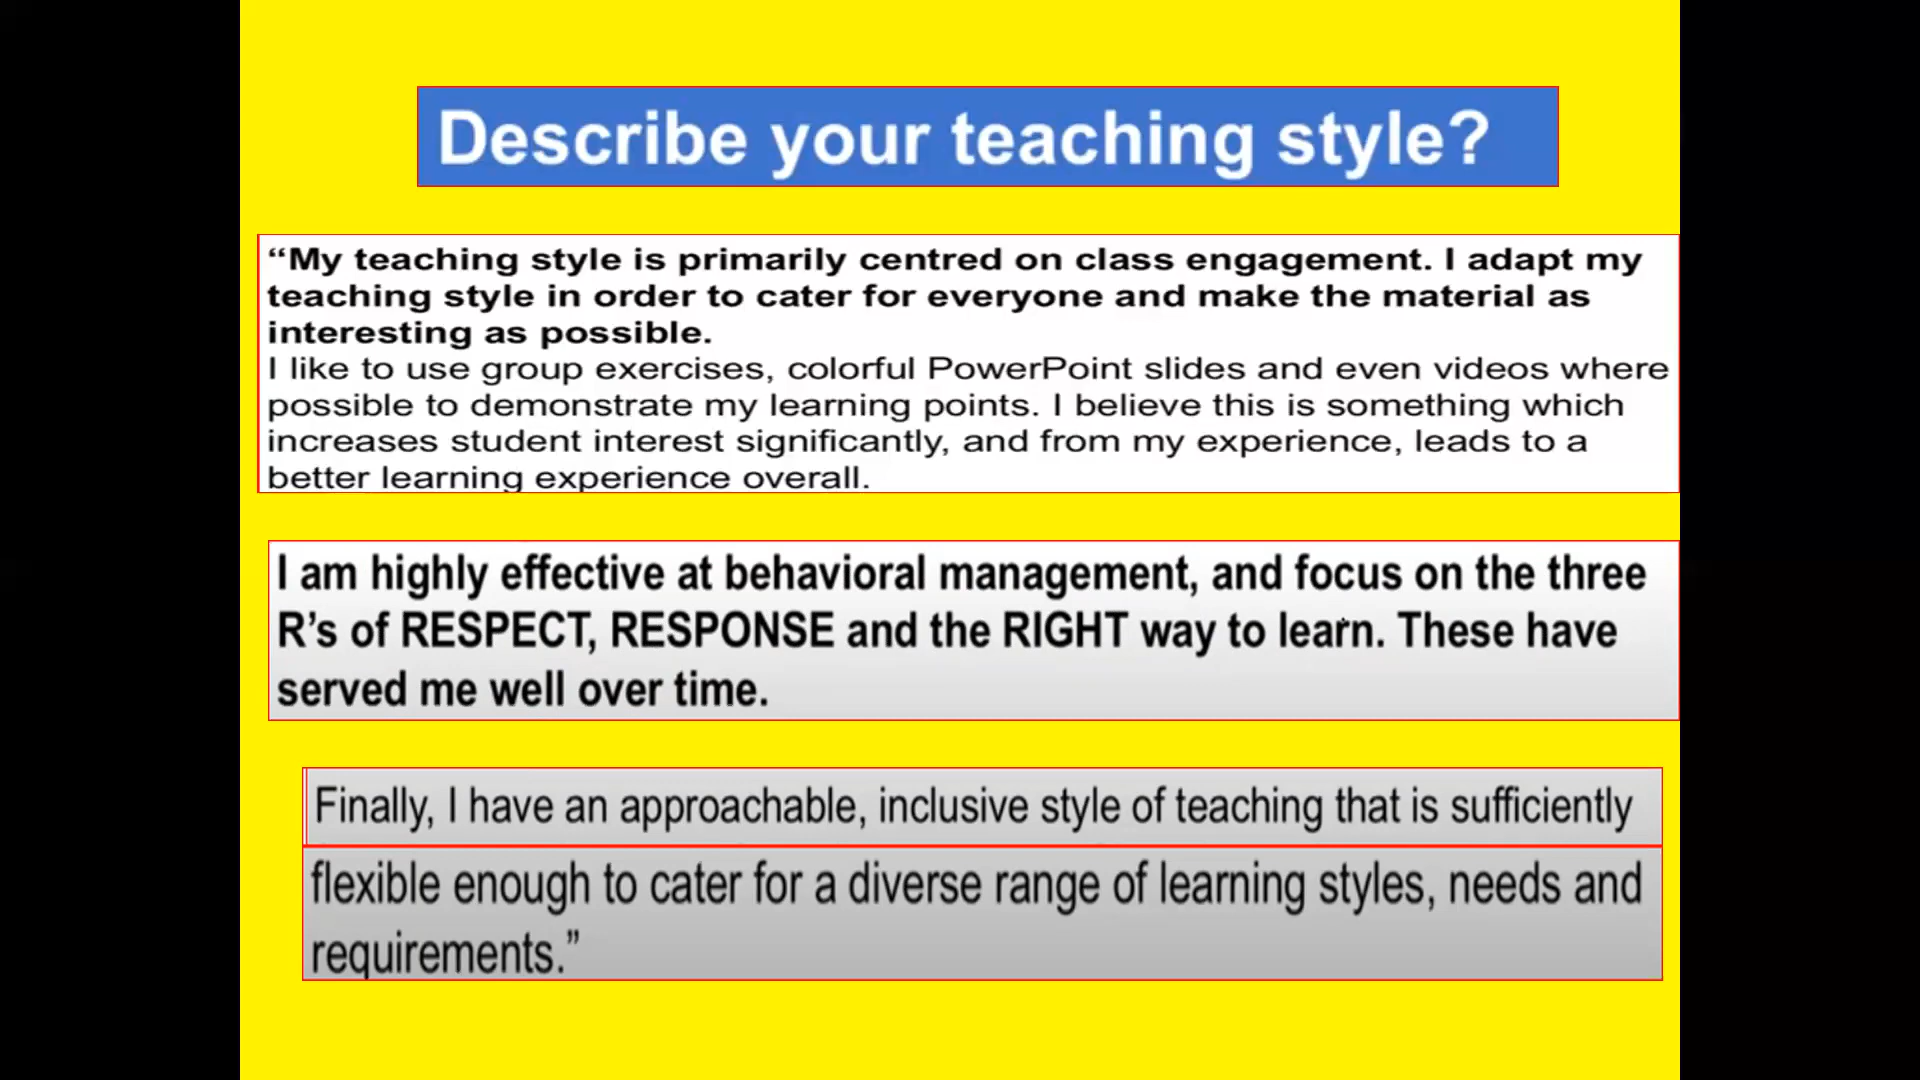 Describe your teaching style?
“My teaching style is primarily centred on class engagement. I adapt my
teaching style in order to cater for everyone and make the material as
interesting as possible.
I like to use group exercises, colorful PowerPoint slides and even videos where
possible to demonstrate my learning points. I believe this is something which
increases student interest significantly, and from my experience, leads to a
better learning experience overall.
I am highly effective at behavioral management, and focus on the three
R’s of RESPECT, RESPONSE and the RIGHT way to learn. These have
served me well over time.
Finally, I have an approachable, inclusive style of teaching that is sufficiently
flexible enough to cater for a diverse range of learning styles, needs and
requirements.”